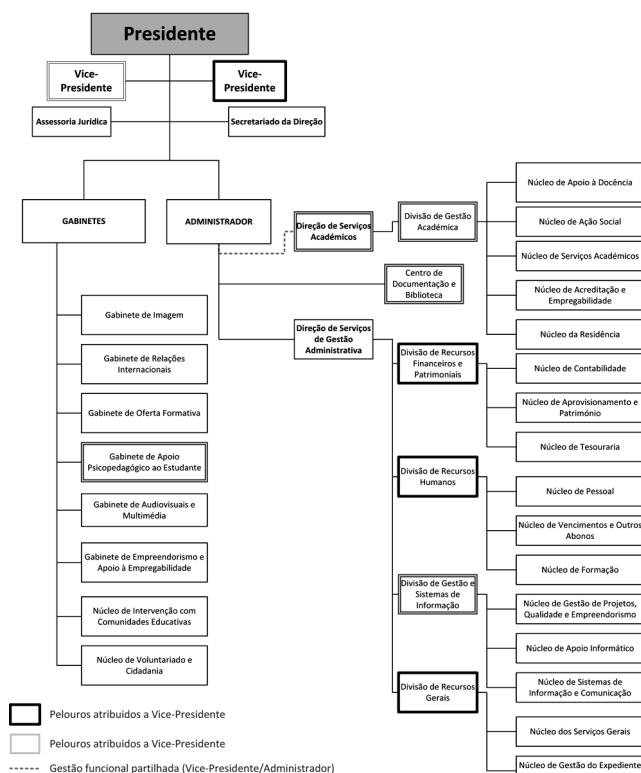 Presidente
Vice-
Presidente
Vice-
Presidente
Assessoria Jurídica
Secretariado da Direção
GABINETES
ADMINISTRADOR
Gabinete de Imagem
Gabinete de Relações
Internacionais
Gabinete de Oferta Formativa
Gabinete de Apoio
Psicopedagógico ao Estudante
Gabinete de Audiovisuais e
Multimédia
Gabinete de Empreendorismo e
Apoio à Empregabilidade
Núcleo de Intervenção com
Comunidades Educativas
Núcleo de Voluntariado e
Cidadania
Direção de Serviços
Académicos
Divisão de Gestão
Académica
Núcleo de Apoio à Docência
Núcleo de Ação Social
Núcleo de Serviços Académicos
Núcleo de Acreditação e
Empregabilidade
Núcleo da Residência
Centro de
Documentação e
Biblioteca
Direção de Serviços
de Gestão
Administrativa
Divisão de Recursos
Financeiros e
Patrimoniais
Núcleo de Contabilidade
Núcleo de Aprovisionamento e
Património
Núcleo de Tesouraria
Divisão de Recursos
Humanos
Núcleo de Pessoal
Núcleo de Vencimentos e Outros
Abonos
Núcleo de Formação
Divisão de Gestão e
Sistemas de
Informação
Núcleo de Gestão de Projetos,
Qualidade e Empreendorismo
Núcleo de Apoio Informático
Núcleo de Sistemas de
Informação e Comunicação
Divisão de Recursos
Gerais
Núcleo dos Serviços Gerais
Núcleo de Gestão do Expediente
Pelouros atribuidos a Vice-Presidente
Pelouros atribuidos a Vice-Presidente
Gestão funcional partilhada (Vice-Presidente/Administrador)